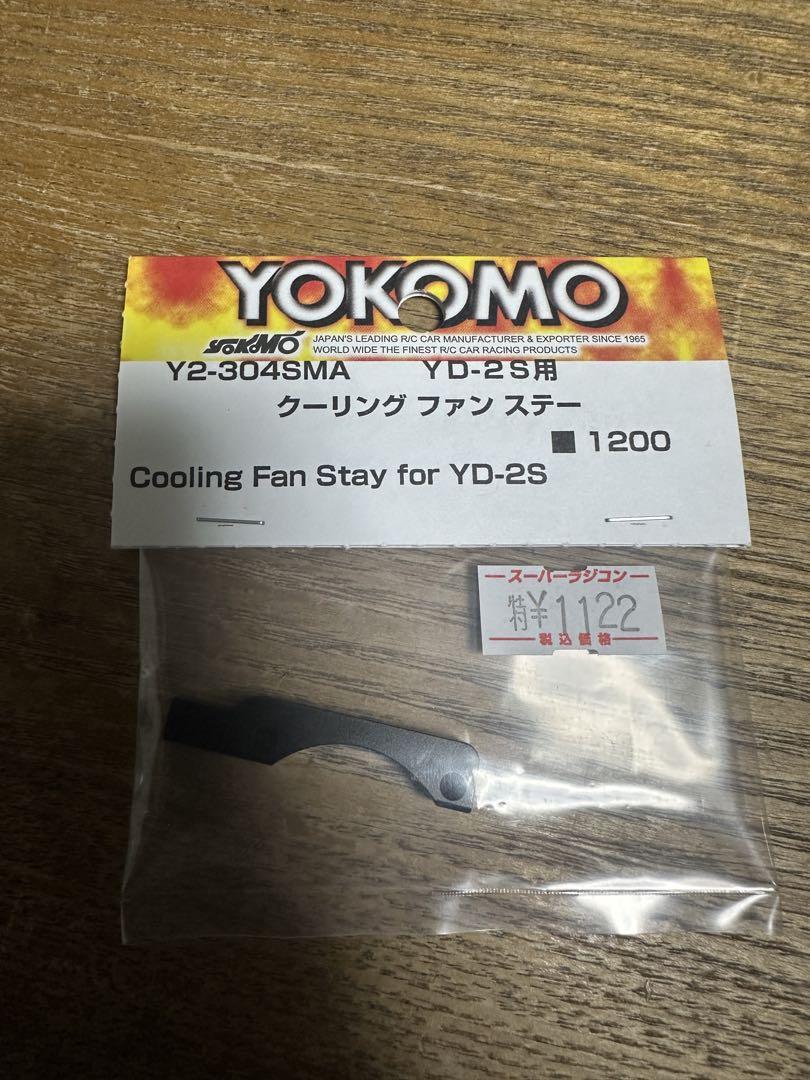 YOKOMO
YOKOMO
JAPAN'S LEADING R/C CAR MANUFACTURER & EXPORTER SINCE 1965
WORLD WIDE THE FINEST R/C CAR RACING PRODUCTS
Y2-304SMA YD-2S用
クーリング ファン ステー
■1200
Cooling Fan Stay for YD-2S
スーパーラジコン
特¥1122
税込価格